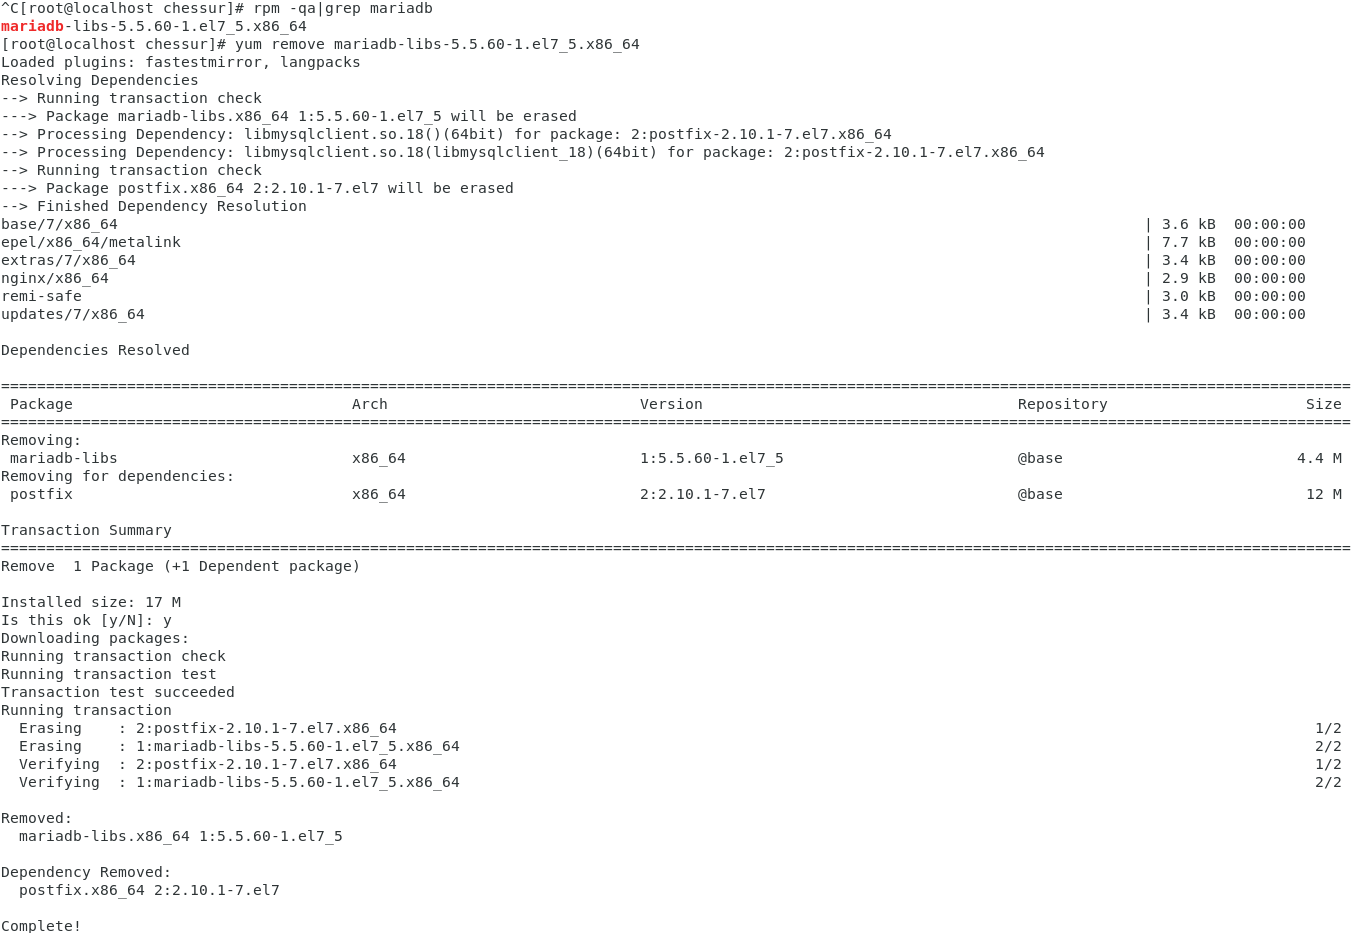 ^C[root@localhost chessur]# rpm -qa|grep mariadb
mariadb-libs-5.5.60-1.el7_5.x86_64
[root@localhost chessur]# yum remove mariadb-libs-5.5.60-1.el7_5.x86_64
Loaded plugins: fastestmirror, langpacks
Resolving Dependencies
--> Running transaction check
---> Package mariadb-libs.x86_64 1:5.5.60-1.el7_5 will be erased
--> Processing Dependency: libmysqlclient.so.18()(64bit) for package: 2:postfix-2.10.1-7.el7.x86_64
--> Processing Dependency: libmysqlclient.so.18(libmysqlclient_18)(64bit) for package: 2:postfix-2.10.1-7.el7.x86_64
--> Running transaction check
---> Package postfix.x86_64 2:2.10.1-7.el7 will be erased
--> Finished Dependency Resolution
base/7/x86_64 | 3.6 kB 00:00:00
epel/x86_64/metalink | 7.7 kB 00:00:00
extras/7/x86_64 | 3.4 kB 00:00:00
nginx/x86_64 | 2.9 kB 00:00:00
remi-safe | 3.0 kB 00:00:00
updates/7/x86_64 | 3.4 kB 00:00:00
Dependencies Resolved
======================================================================================================================================================
Package Arch Version Repository Size
======================================================================================================================================================
Removing:
mariadb-libs x86_64 1:5.5.60-1.el7_5 @base 4.4 M
Removing for dependencies:
postfix x86_64 2:2.10.1-7.el7 @base 12 M
Transaction Summary
======================================================================================================================================================
Remove 1 Package (+1 Dependent package)
Installed size: 17 M
Is this ok [y/N]: y
Downloading packages:
Running transaction check
Running transaction test
Transaction test succeeded
Running transaction
Erasing : 2:postfix-2.10.1-7.el7.x86_64 1/2
Erasing : 1:mariadb-libs-5.5.60-1.el7_5.x86_64 2/2
Verifying : 2:postfix-2.10.1-7.el7.x86_64 1/2
Verifying : 1:mariadb-libs-5.5.60-1.el7_5.x86_64 2/2
Removed:
mariadb-libs.x86_64 1:5.5.60-1.el7_5
Dependency Removed:
postfix.x86_64 2:2.10.1-7.el7
Complete!